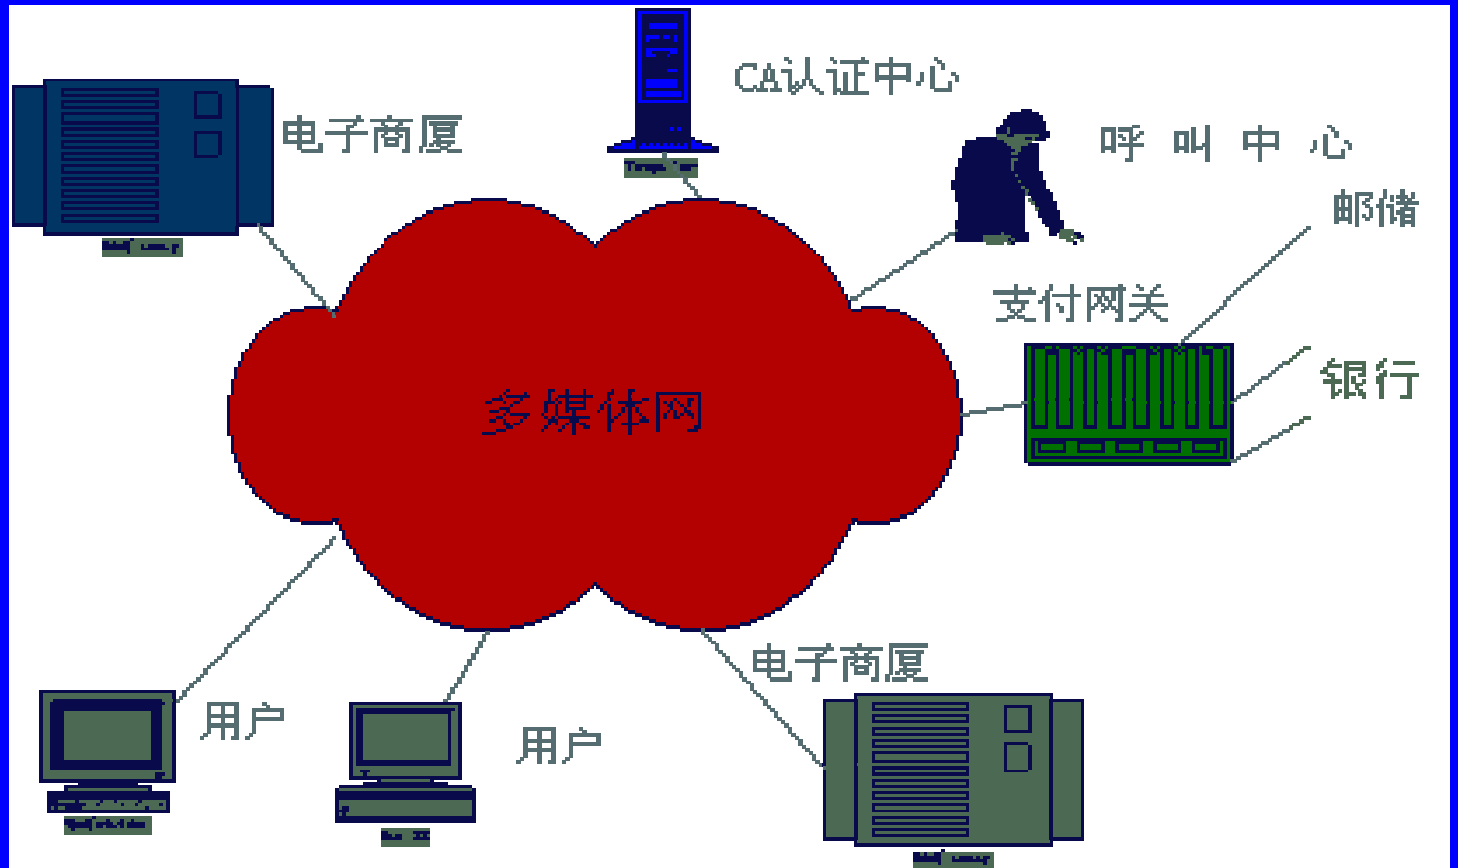 CA认证中心
电子商厦
呼 叫 中 心
邮储
支付网关
银行
多媒体网
电子商厦
用户
用户